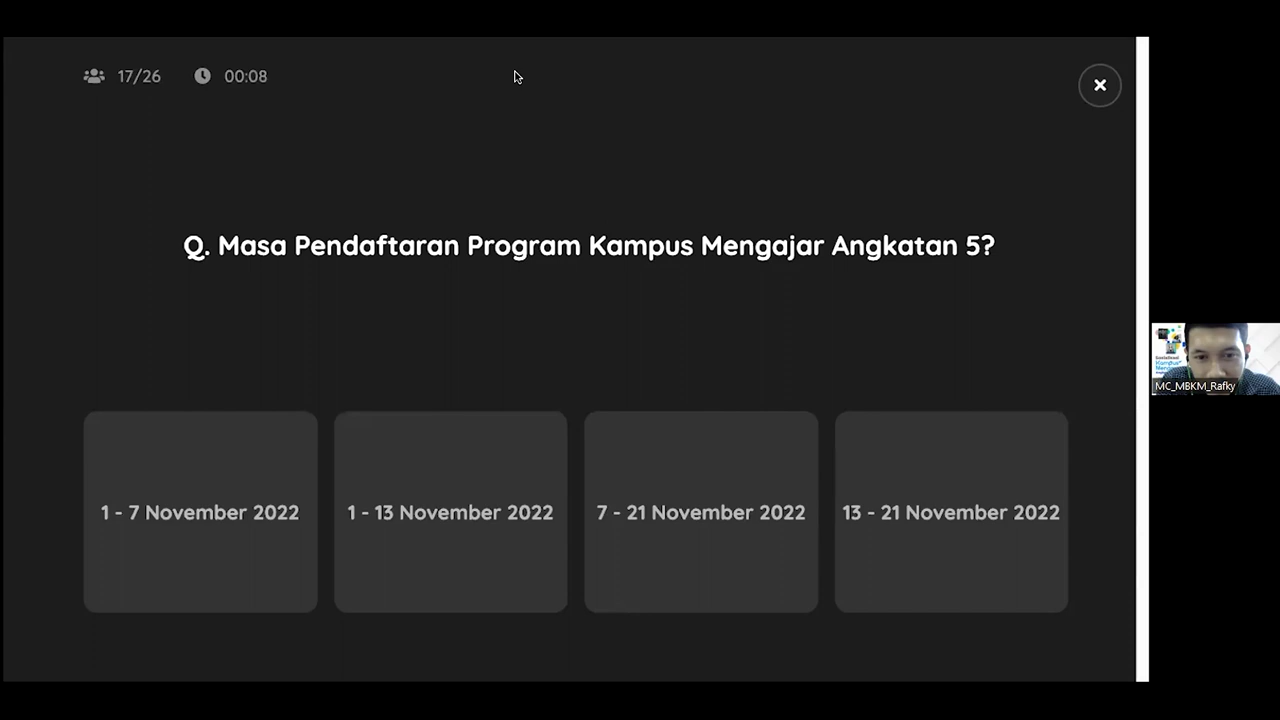 17/26 00:08
Q. Masa Pendaftaran Program Kampus Mengajar Angkatan 5?
1 - 7 November 2022
1 - 13 November 2022
7 - 21 November 2022
13 - 21 November 2022
MC_MBKM_Rafky